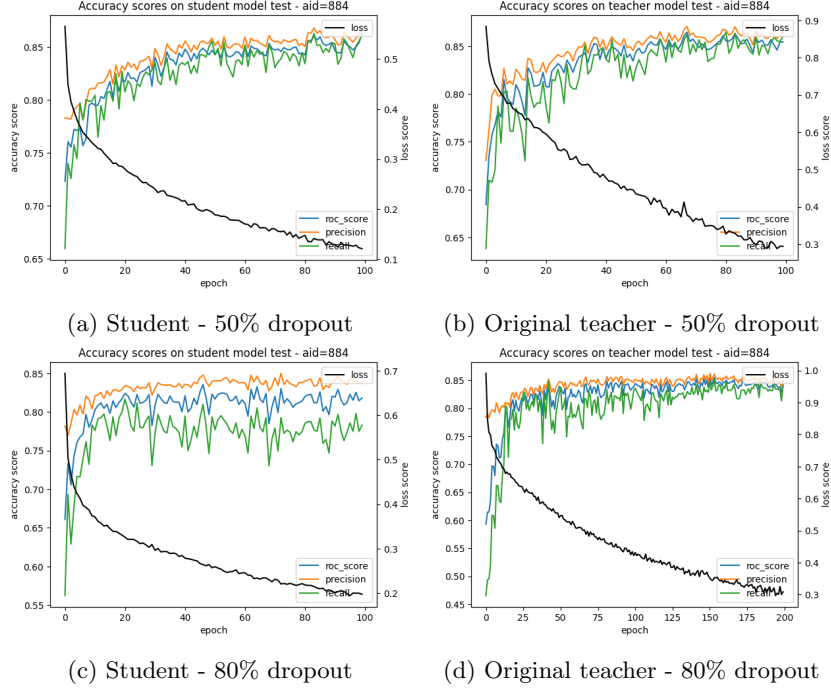 Accuracy scores on student model test - aid=884
loss
0.85
0.80
0.75
0.70
0.65
accuracy score
0.5
0.4
0.3
0.2
0.1
loss score
roc_score
precision
recall
0
20
40
60
80
100
epoch
(a) Student - 50% dropout
Accuracy scores on teacher model test - aid=884
loss
0.85
0.80
0.75
0.70
0.65
accuracy score
0.9
0.8
0.7
0.6
0.5
0.4
0.3
loss score
roc_score
precision
recall
0
20
40
60
80
100
epoch
(b) Original teacher - 50% dropout
Accuracy scores on student model test - aid=884
loss
0.85
0.80
0.75
0.70
0.65
0.60
0.55
accuracy score
0.7
0.6
0.5
0.4
0.3
0.2
loss score
roc_score
precision
recall
0
20
40
60
80
100
epoch
(c) Student - 80% dropout
Accuracy scores on teacher model test - aid=884
loss
0.85
0.80
0.75
0.70
0.65
0.60
0.55
0.50
0.45
accuracy score
1.0
0.9
0.8
0.7
0.6
0.5
0.4
0.3
loss score
roc_score
precision
recall
0
25
50
75
100
125
150
175
200
epoch
(d) Original teacher - 80% dropout